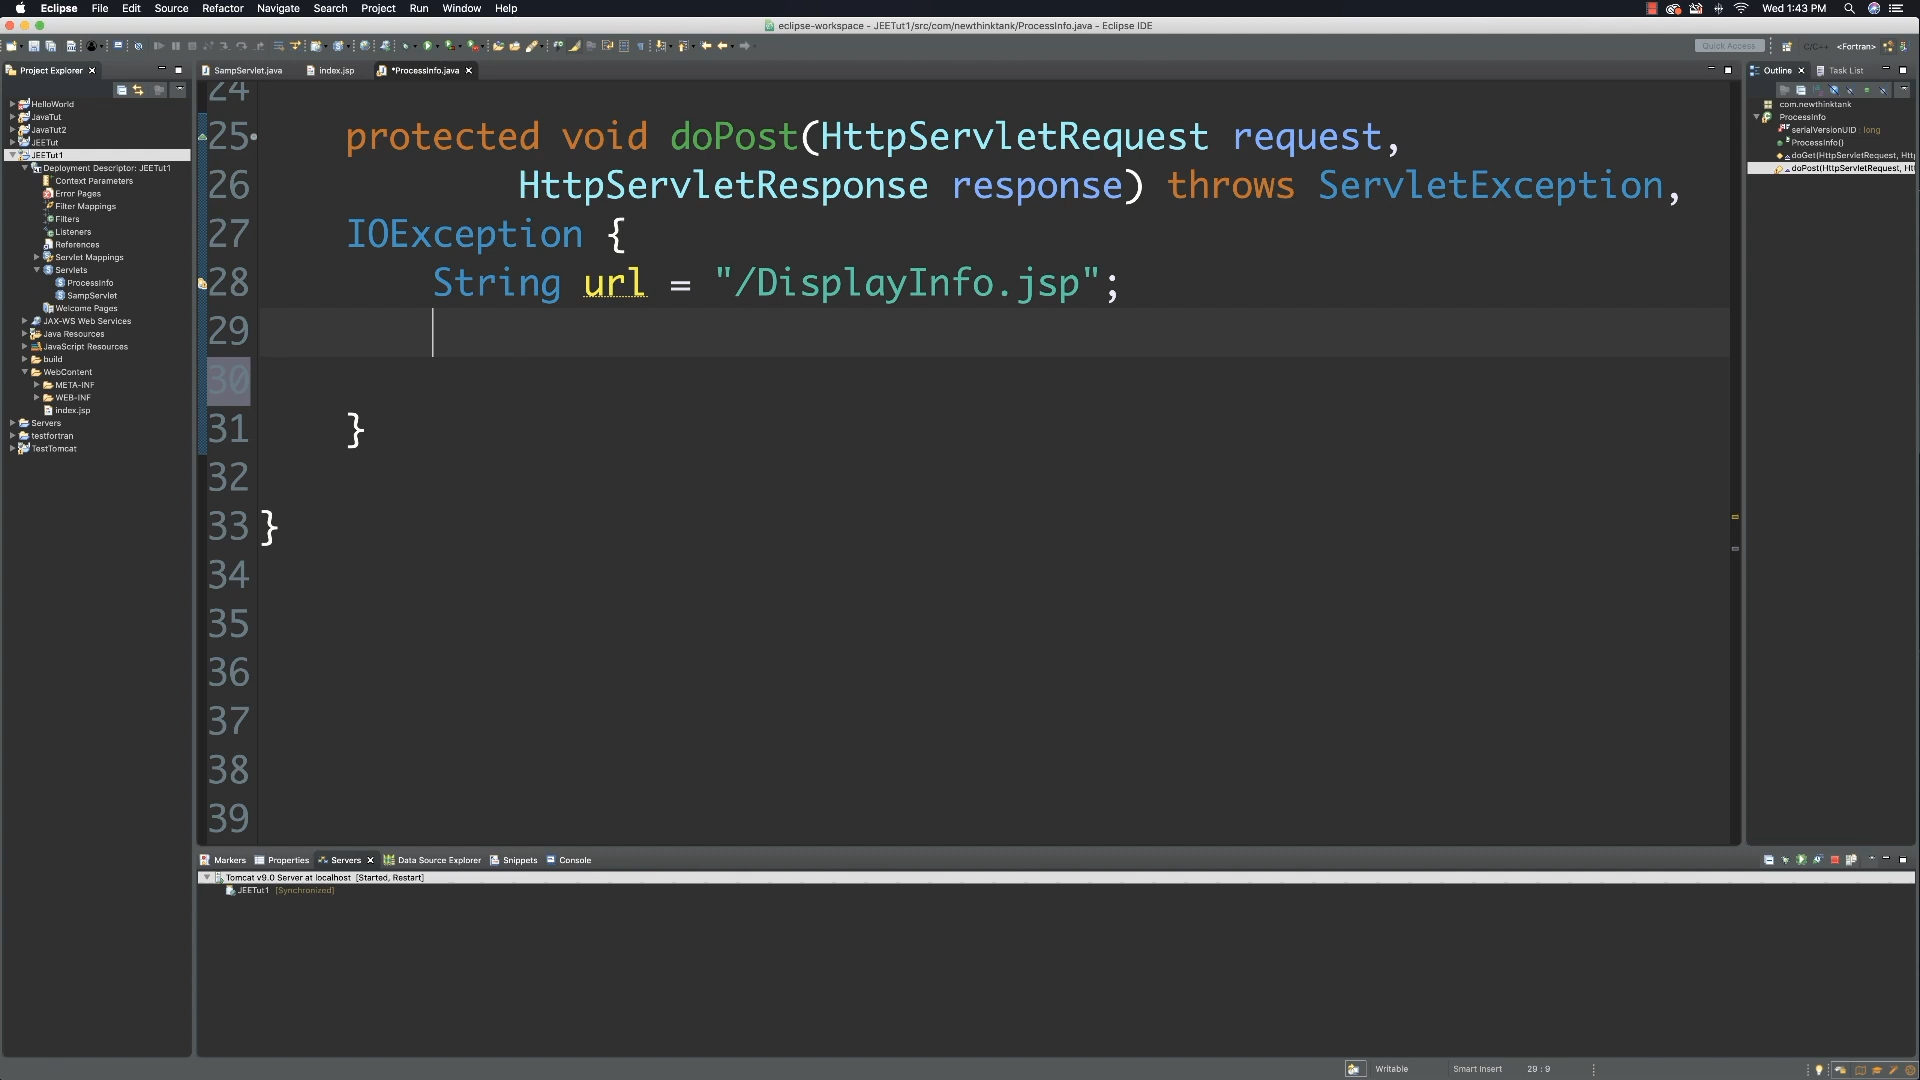 Eclipse File Edit Source Refactor Navigate Search Project Run Window Help Wed 1:43 PM
eclipse-workspace - JEETut1/src/com/newthinktank/ProcessInfo.java - Eclipse IDE
Quick Access C/C++ <Fortran>
Project Explorer SampServlet.java index.jsp *ProcessInfo.java Outline Task List
HelloWorld
JavaTut
JavaTut2
JEETut
JEETut1
Deployment Descriptor: JEETut1
Context Parameters
Error Pages
Filter Mappings
Filters
Listeners
References
Servlet Mappings
Servlets
ProcessInfo
SampServlet
Welcome Pages
JAX-WS Web Services
Java Resources
JavaScript Resources
build
WebContent
META-INF
WEB-INF
index.jsp
Servers
testfortran
TestTomcat
24
25 protected void doPost(HttpServletRequest request,
26 HttpServletResponse response) throws ServletException,
27 IOException {
28 String url = "/DisplayInfo.jsp";
29
30
31 }
32
33 }
34
35
36
37
38
39
com.newthinktank
ProcessInfo
serialVersionUID : long
ProcessInfo()
doGet(HttpServletRequest, Htt
doPost(HttpServletRequest, Ht
Markers Properties Servers Data Source Explorer Snippets Console
Tomcat v9.0 Server at localhost [Started, Restart]
JEETut1 [Synchronized]
Writable Smart Insert 29 : 9